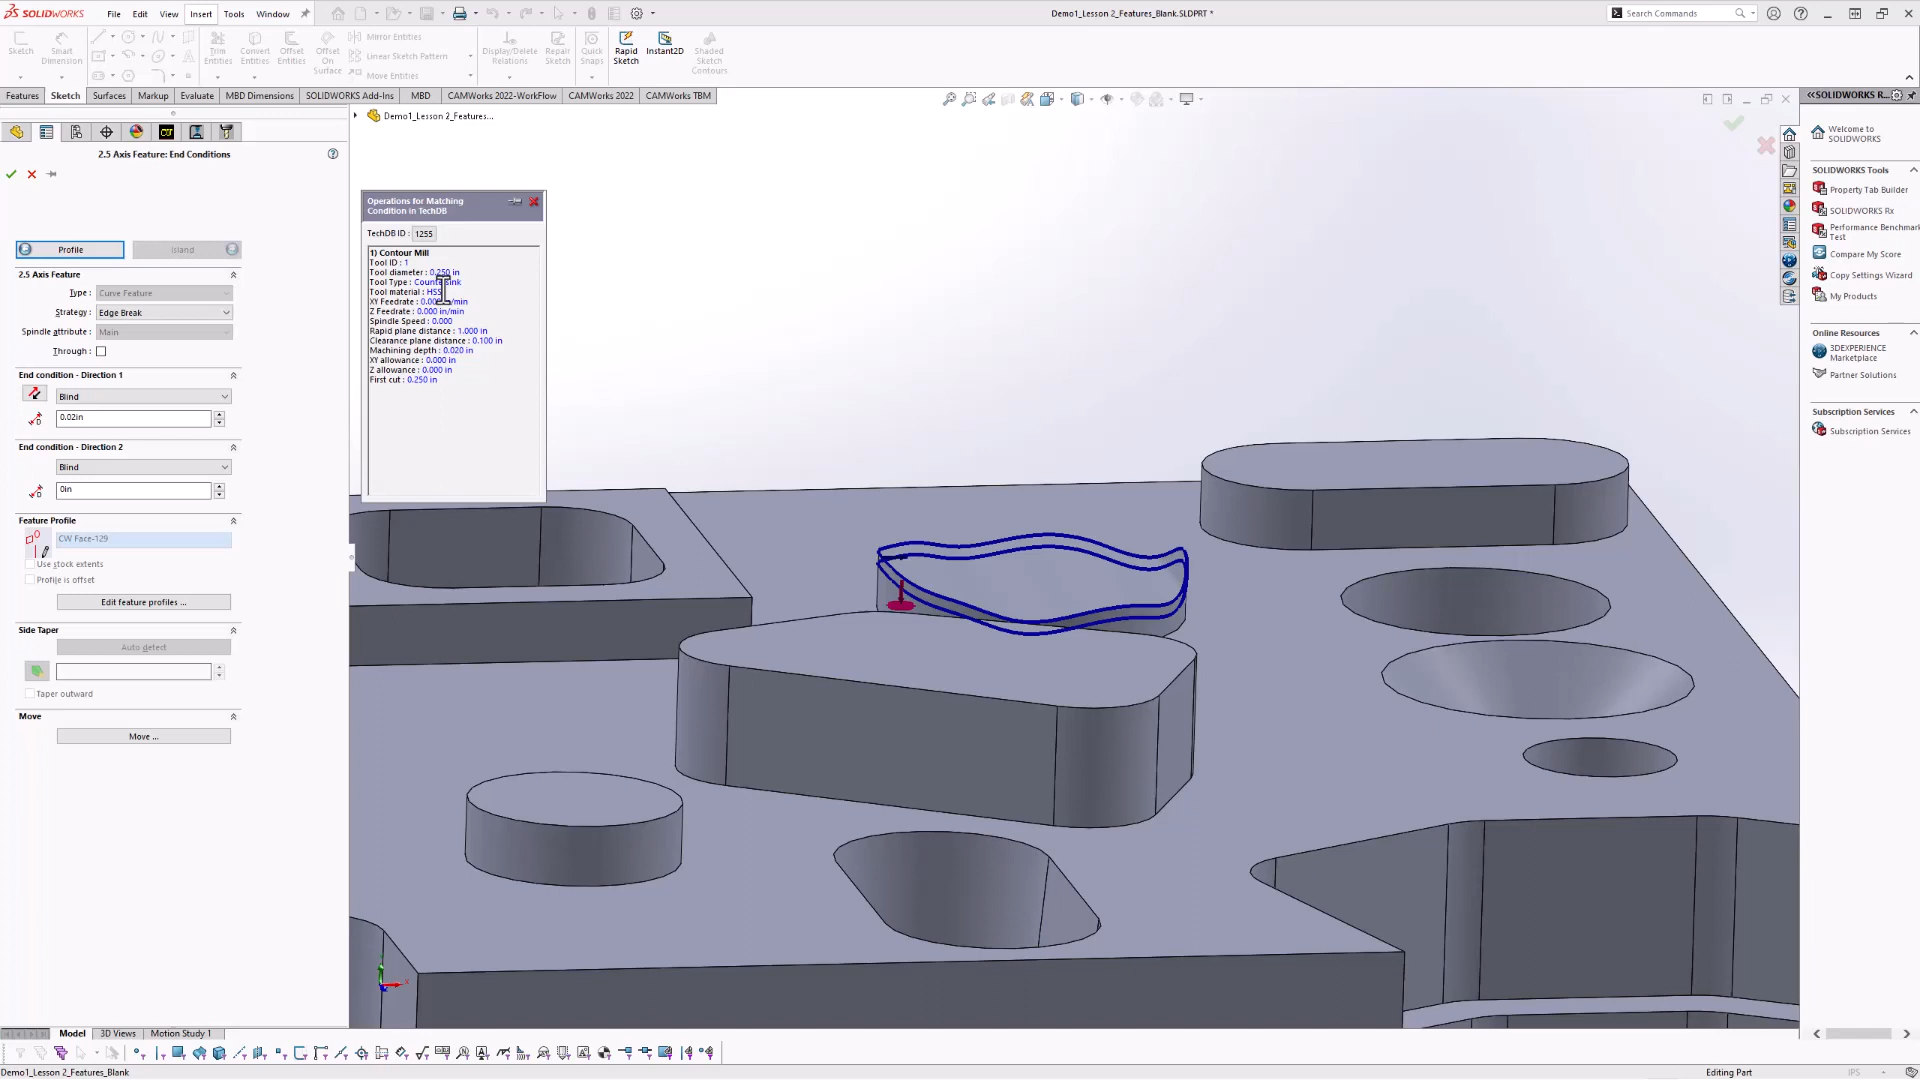 SOLIDWORKS File Edit View Insert Tools Window
Demo1_Lesson 2_Features_Blank.SLDPRT *
Search Commands
Sketch
Smart Dimension
Trim Entities
Convert Entities
Offset Entities
Offset On Surface
Mirror Entities
Linear Sketch Pattern
Move Entities
Display/Delete Relations
Repair Sketch
Quick Snaps
Rapid Sketch
Instant2D
Shaded Sketch Contours
Features Sketch Surfaces Markup Evaluate MBD Dimensions SOLIDWORKS Add-Ins MBD CAMWorks 2022-WorkFlow CAMWorks 2022 CAMWorks TBM
Demo1_Lesson 2_Features...
2.5 Axis Feature: End Conditions
Profile
Island
2.5 Axis Feature
Type : Curve Feature
Strategy : Edge Break
Spindle attribute : Main
Through :
End condition - Direction 1
Blind
0.02in
End condition - Direction 2
Blind
0in
Feature Profile
CW Face-129
Use stock extents
Profile is offset
Edit feature profiles ...
Side Taper
Auto detect
Taper outward
Move
Move ...
Operations for Matching
Condition in TechDB
TechDB ID : 1255
1) Contour Mill
Tool ID : 1
Tool diameter : 0.250 in
Tool Type : Countersink
Tool material : HSS
XY Feedrate : 0.000 in/min
Z Feedrate : 0.000 in/min
Spindle Speed : 0.000
Rapid plane distance : 1.000 in
Clearance plane distance : 0.100 in
Machining depth : 0.020 in
XY allowance : 0.000 in
Z allowance : 0.000 in
First cut : 0.250 in
SOLIDWORKS R...
Welcome to
SOLIDWORKS
SOLIDWORKS Tools
Property Tab Builder
SOLIDWORKS Rx
Performance Benchmark
Test
Compare My Score
Copy Settings Wizard
My Products
Online Resources
3DEXPERIENCE
Marketplace
Partner Solutions
Subscription Services
Subscription Services
Model 3D Views Motion Study 1
Demo1_Lesson 2_Features_Blank
Editing Part
IPS